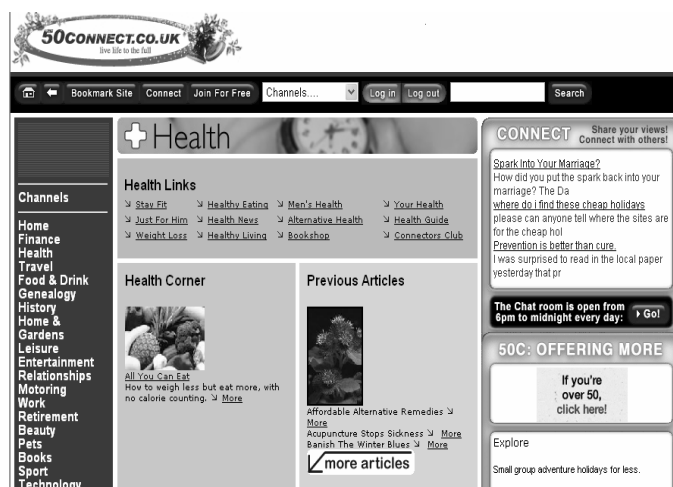 50CONNECT.CO.UK
live life to the full
Bookmark Site Connect Join For Free Channels.... Log in Log out Search
Channels
Home
Finance
Health
Travel
Food & Drink
Genealogy
History
Home &
Gardens
Leisure
Entertainment
Relationships
Motoring
Work
Retirement
Beauty
Pets
Books
Sport
Technology
Health
Health Links
Stay Fit Healthy Eating Men's Health Your Health
Just For Him Health News Alternative Health Health Guide
Weight Loss Healthy Living Bookshop Connectors Club
Health Corner
All You Can Eat
How to weigh less but eat more, with
no calorie counting. More
Previous Articles
Affordable Alternative Remedies
More
Acupuncture Stops Sickness More
Banish The Winter Blues More
more articles
CONNECT Share your views!
Connect with others!
Spark Into Your Marriage?
How did you put the spark back into your
marriage? The Da
where do i find these cheap holidays
please can anyone tell where the sites are
for the cheap hol
Prevention is better than cure.
I was surprised to read in the local paper
yesterday that pr
The Chat room is open from
6pm to midnight every day: Go!
50C: OFFERING MORE
If you're
over 50,
click here!
Explore
Small group adventure holidays for less.